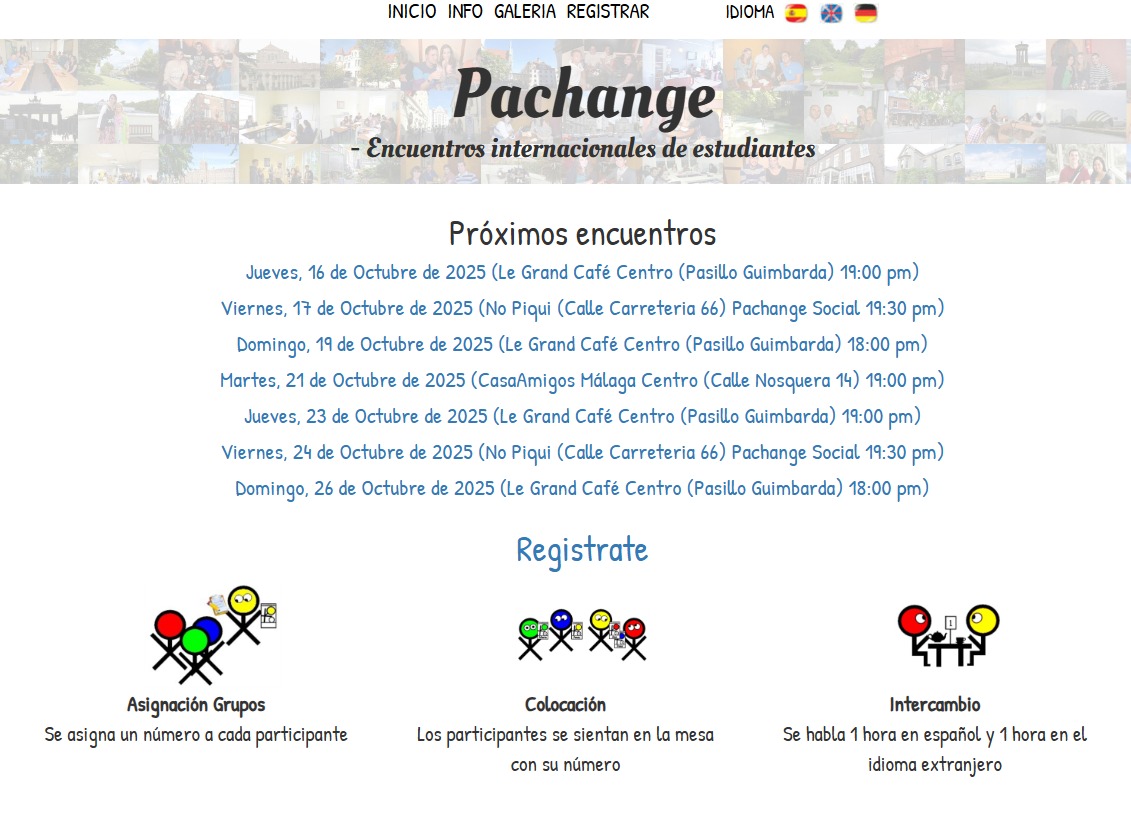 INICIO INFO GALERIA REGISTRAR IDIOMA
Pachange
- Encuentros internacionales de estudiantes
Próximos encuentros
Jueves, 16 de Octubre de 2025 (Le Grand Café Centro (Pasillo Guimbarda) 19:00 pm)
Viernes, 17 de Octubre de 2025 (No Piqui (Calle Carreteria 66) Pachange Social 19:30 pm)
Domingo, 19 de Octubre de 2025 (Le Grand Café Centro (Pasillo Guimbarda) 18:00 pm)
Martes, 21 de Octubre de 2025 (CasaAmigos Málaga Centro (Calle Nosquera 14) 19:00 pm)
Jueves, 23 de Octubre de 2025 (Le Grand Café Centro (Pasillo Guimbarda) 19:00 pm)
Viernes, 24 de Octubre de 2025 (No Piqui (Calle Carreteria 66) Pachange Social 19:30 pm)
Domingo, 26 de Octubre de 2025 (Le Grand Café Centro (Pasillo Guimbarda) 18:00 pm)
Registrate
1
Asignación Grupos
Se asigna un número a cada participante
Colocación
Los participantes se sientan en la mesa
con su número
Intercambio
Se habla 1 hora en español y 1 hora en el
idioma extranjero